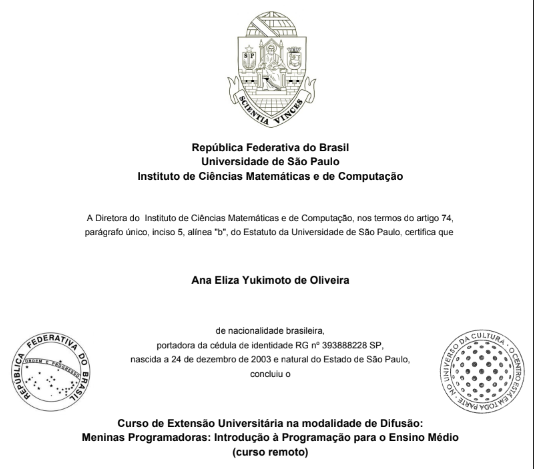 SCIENTIA VINCES
República Federativa do Brasil
Universidade de São Paulo
Instituto de Ciências Matemáticas e de Computação
A Diretora do Instituto de Ciências Matemáticas e de Computação, nos termos do artigo 74,
parágrafo único, inciso 5, alínea "b", do Estatuto da Universidade de São Paulo, certifica que
Ana Eliza Yukimoto de Oliveira
de nacionalidade brasileira,
portadora da cédula de identidade RG nº 393888228 SP,
nascida a 24 de dezembro de 2003 e natural do Estado de São Paulo,
concluiu o
REPÚBLICA FEDERATIVA DO BRASIL
ORDEM E PROGRESSO
NO UNIVERSO DA CULTURA · O CENTRO ESTÁ EM TODA PARTE ·
Curso de Extensão Universitária na modalidade de Difusão:
Meninas Programadoras: Introdução à Programação para o Ensino Médio
(curso remoto)